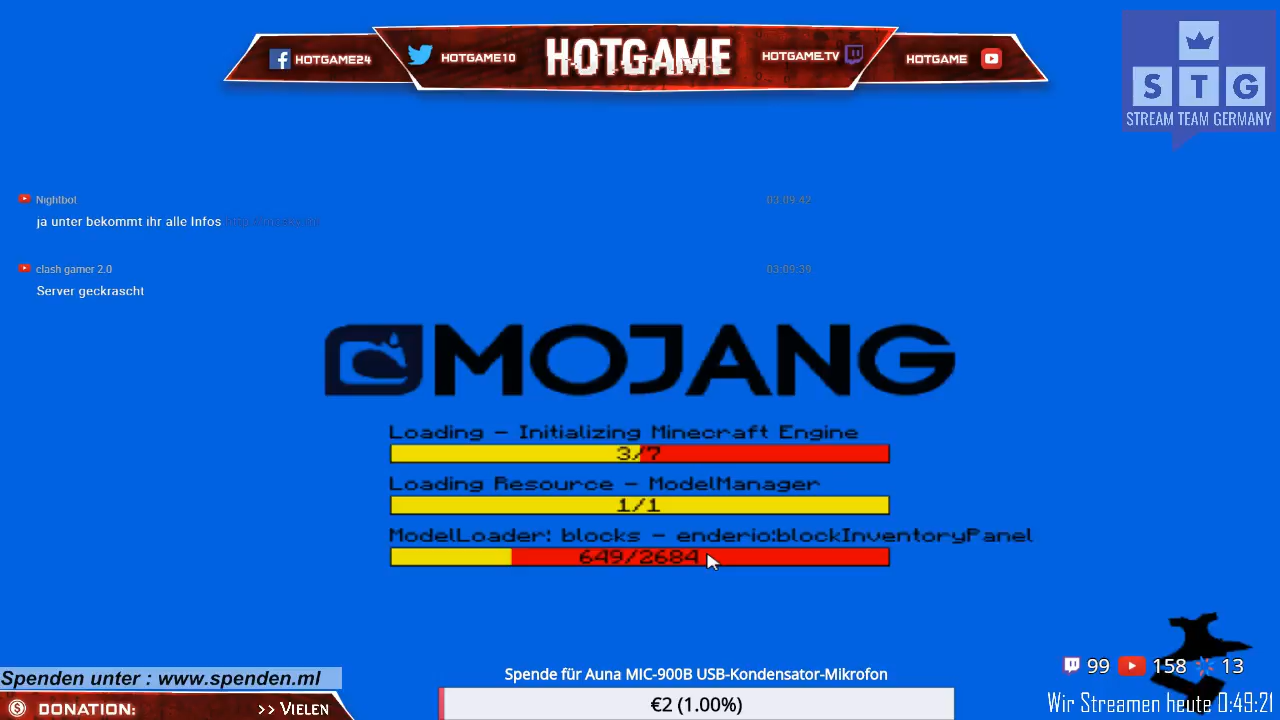 HOTGAME24
HOTGAME10
HOTGAME
HOTGAME.TV
HOTGAME
S T G
STREAM TEAM GERMANY
Nightbot
03:09:42
ja unter bekommt ihr alle Infos
clash gamer 2.0
03:09:39
Server geckrascht
MOJANG
Loading - Initializing Minecraft Engine
3/7
Loading Resource - ModelManager
1/1
ModelLoader: blocks - enderio:blockInventoryPanel
649/2684
Spenden unter : www.spenden.ml
DONATION:
>> VIELEN
Spende für Auna MIC-900B USB-Kondensator-Mikrofon
€2 (1.00%)
99 158 13
Wir Streamen heute 0:49:21